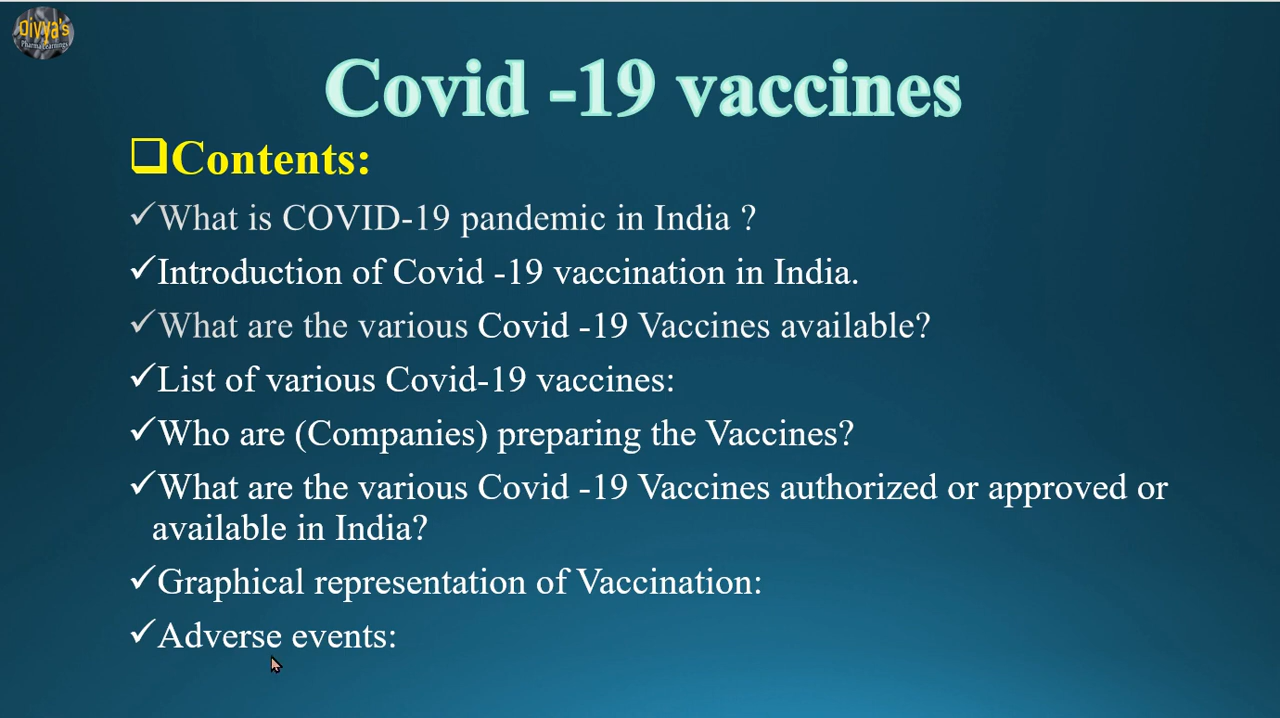 Divya's
Pharma Learnings
Covid -19 vaccines
❑Contents:
✓What is COVID-19 pandemic in India ?
✓Introduction of Covid -19 vaccination in India.
✓What are the various Covid -19 Vaccines available?
✓List of various Covid-19 vaccines:
✓Who are (Companies) preparing the Vaccines?
✓What are the various Covid -19 Vaccines authorized or approved or
available in India?
✓Graphical representation of Vaccination:
✓Adverse events: